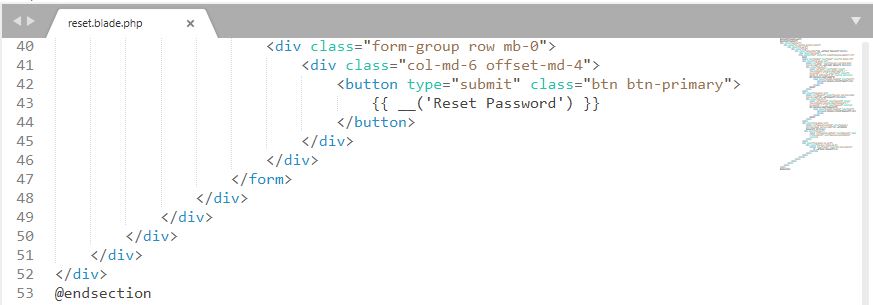 reset.blade.php ×
40 <div class="form-group row mb-0">
41 <div class="col-md-6 offset-md-4">
42 <button type="submit" class="btn btn-primary">
43 {{ __('Reset Password') }}
44 </button>
45 </div>
46 </div>
47 </form>
48 </div>
49 </div>
50 </div>
51 </div>
52 </div>
53 @endsection